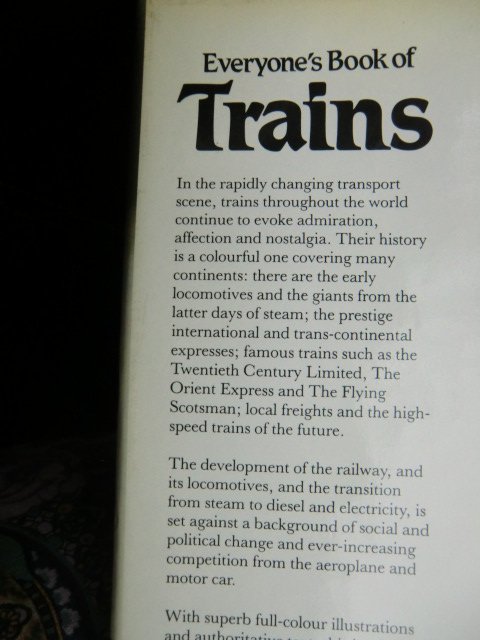 Everyone's Book of
Trains
In the rapidly changing transport
scene, trains throughout the world
continue to evoke admiration,
affection and nostalgia. Their history
is a colourful one covering many
continents: there are the early
locomotives and the giants from the
latter days of steam; the prestige
international and trans-continental
expresses; famous trains such as the
Twentieth Century Limited, The
Orient Express and The Flying
Scotsman; local freights and the high-
speed trains of the future.
The development of the railway, and
its locomotives, and the transition
from steam to diesel and electricity, is
set against a background of social and
political change and ever-increasing
competition from the aeroplane and
motor car.
With superb full-colour illustrations
and authoritative